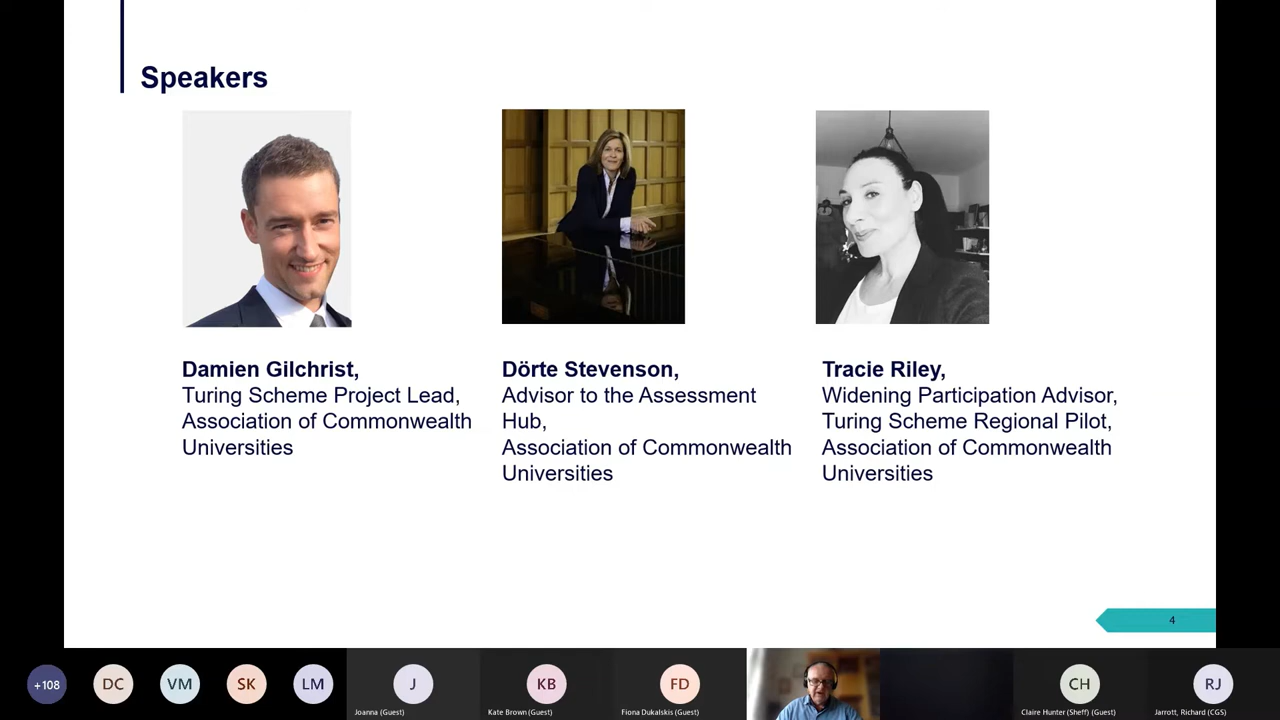 Speakers
Damien Gilchrist,
Turing Scheme Project Lead,
Association of Commonwealth
Universities
Dörte Stevenson,
Advisor to the Assessment
Hub,
Association of Commonwealth
Universities
Tracie Riley,
Widening Participation Advisor,
Turing Scheme Regional Pilot,
Association of Commonwealth
Universities
4
+108
DC
VM
SK
LM
J
Joanna (Guest)
KB
Kate Brown (Guest)
FD
Fiona Dukalskis (Guest)
CH
Claire Hunter (Sheff) (Guest)
RJ
Jarrott, Richard (CGS)